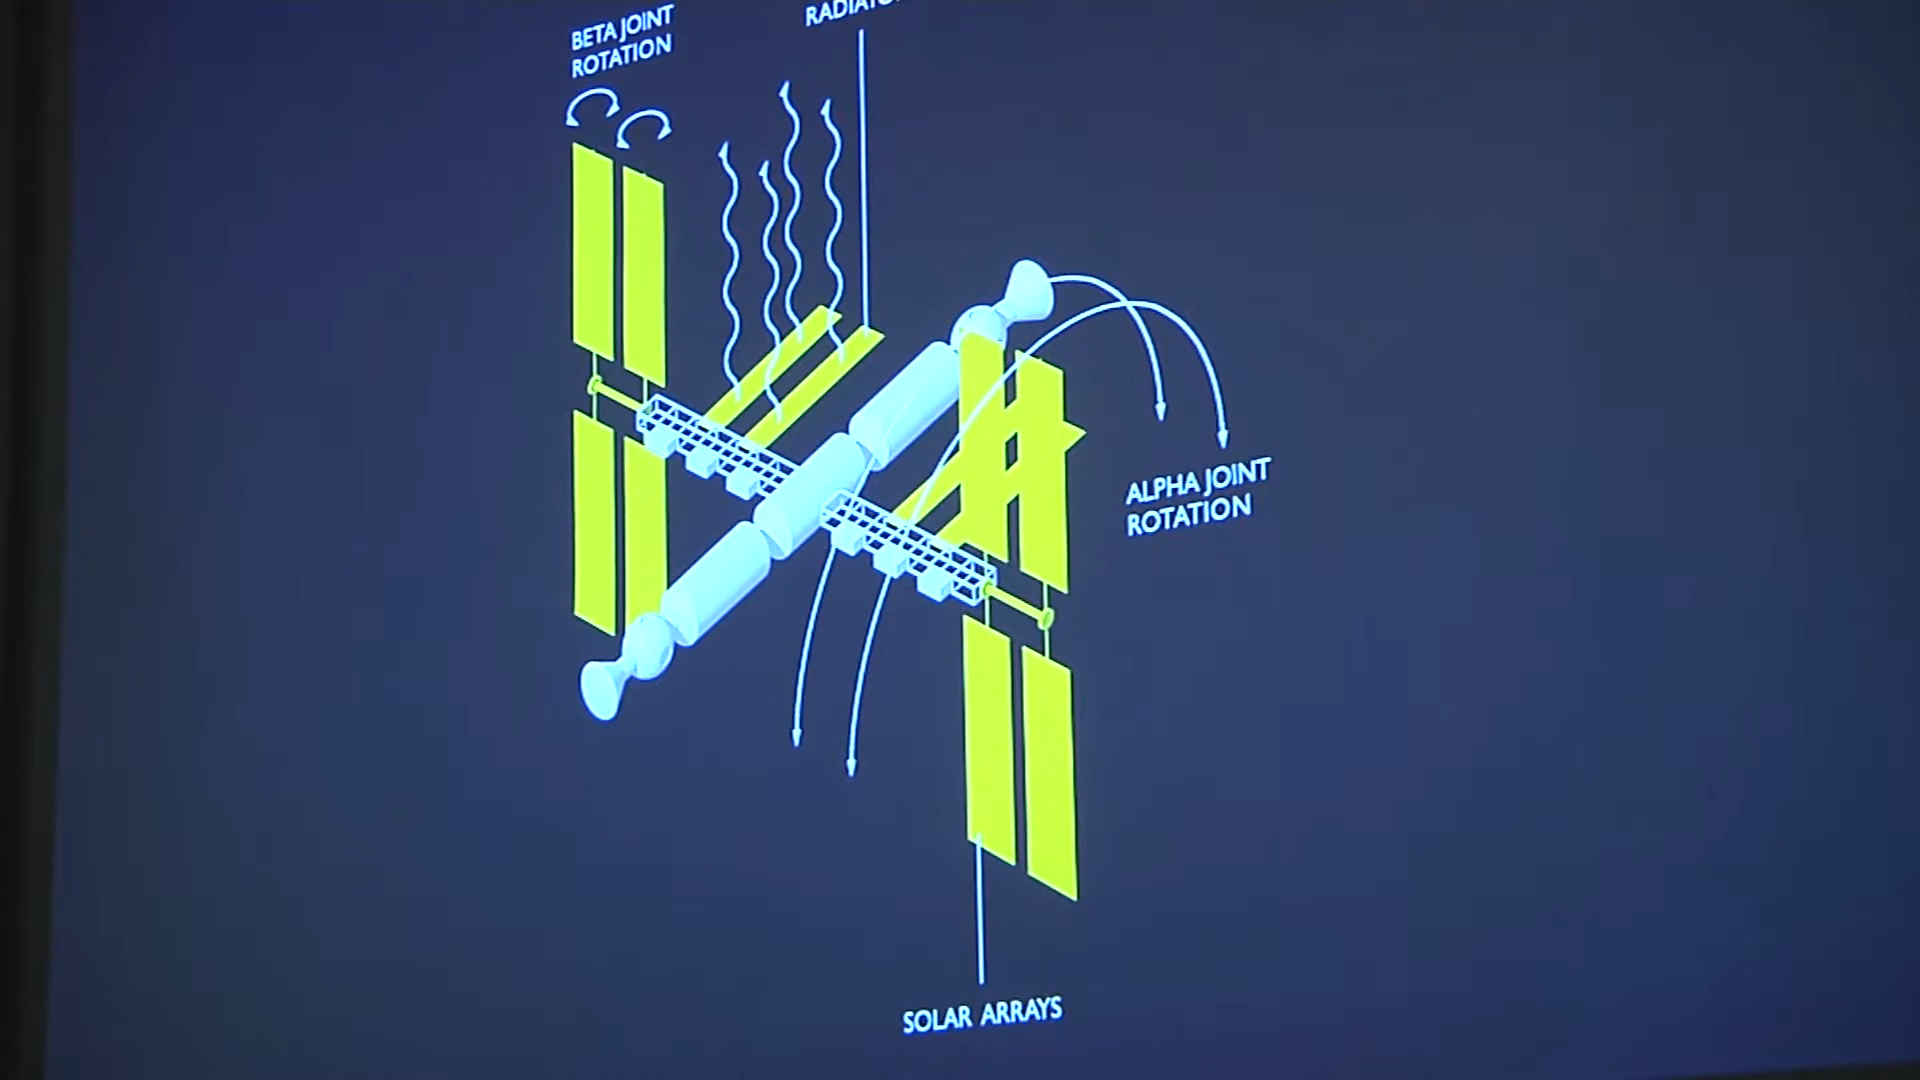 BETA JOINT
ROTATION
ALPHA JOINT
ROTATION
SOLAR ARRAYS